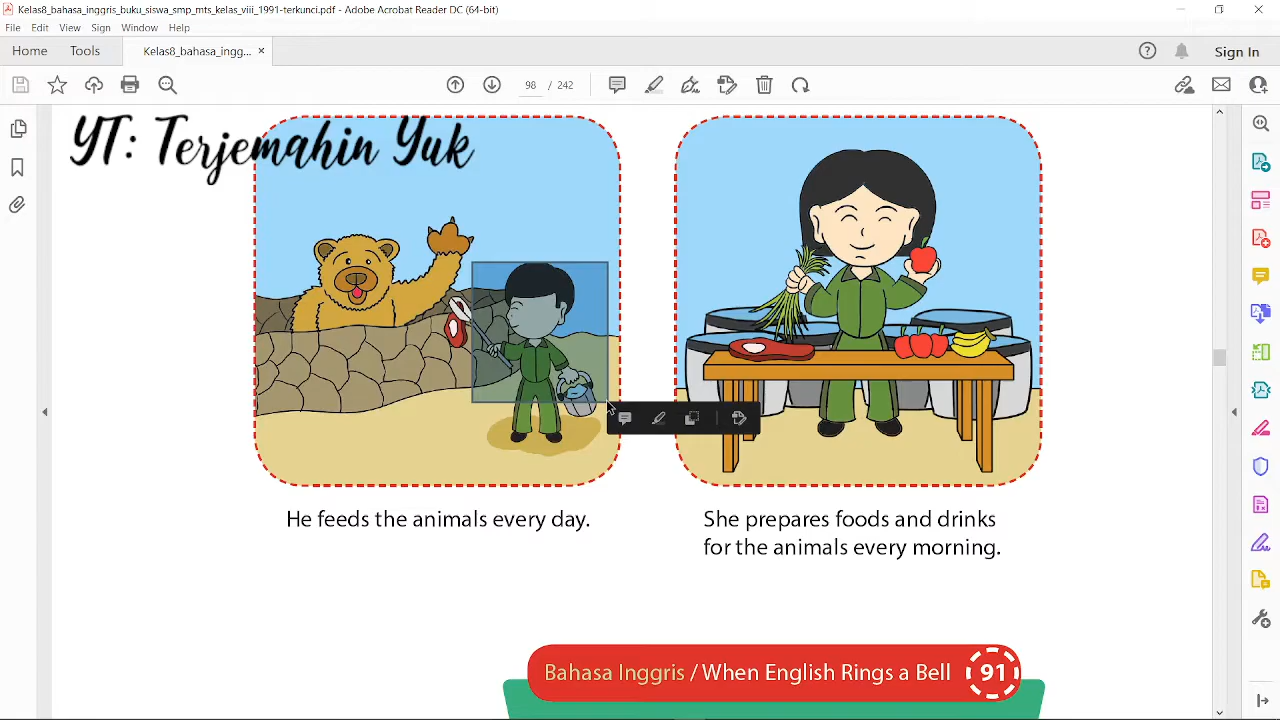 Kelas8_bahasa_inggris_buku_siswa_smp_mts_kelas_viii_1991-terkunci.pdf - Adobe Acrobat Reader DC (64-bit)
File Edit View Sign Window Help
Home Tools Kelas8_bahasa_ingg... × Sign In
98 / 242
YT: Terjemahin Yuk
He feeds the animals every day.
She prepares foods and drinks
for the animals every morning.
Bahasa Inggris / When English Rings a Bell 91